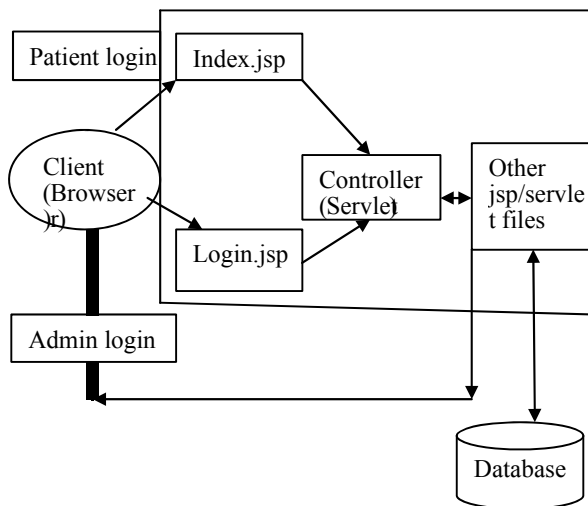 Patient login
Index.jsp
Client
(Browser
)r)
Controller
(Servlet)
Other
jsp/servle
t files
Login.jsp
Admin login
Database